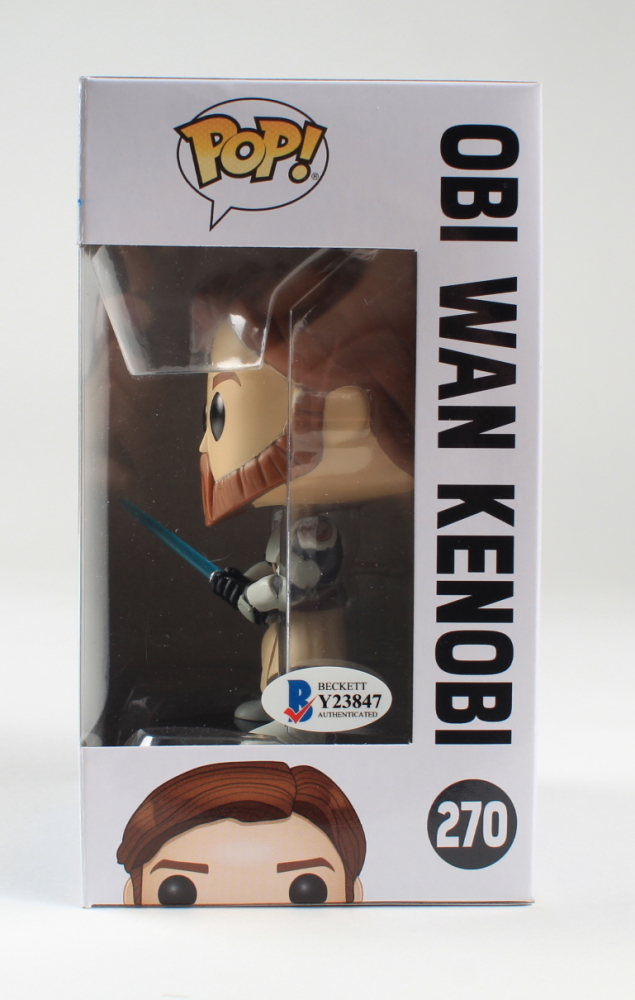 POP!
®
OBI WAN KENOBI
BECKETT
Y23847
AUTHENTICATED
270